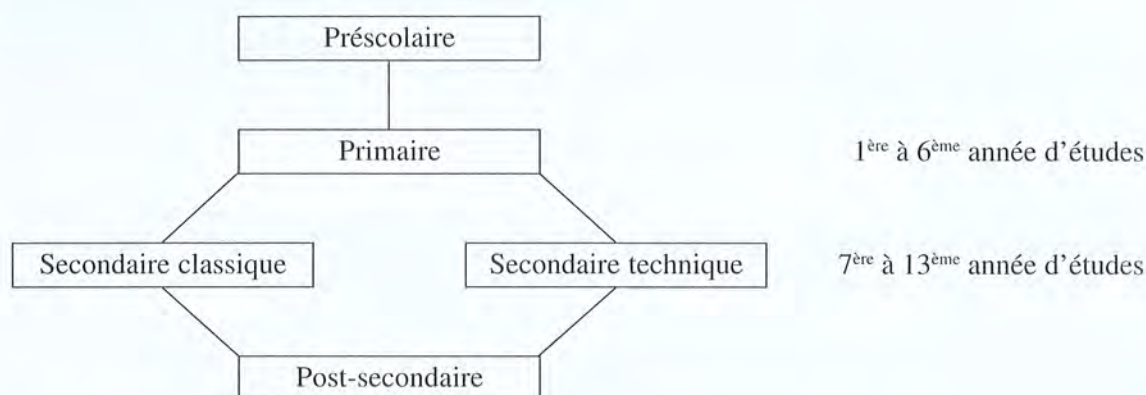 Préscolaire
Primaire
1ère à 6ème année d'études
Secondaire classique
Secondaire technique
7ère à 13ème année d'études
Post-secondaire